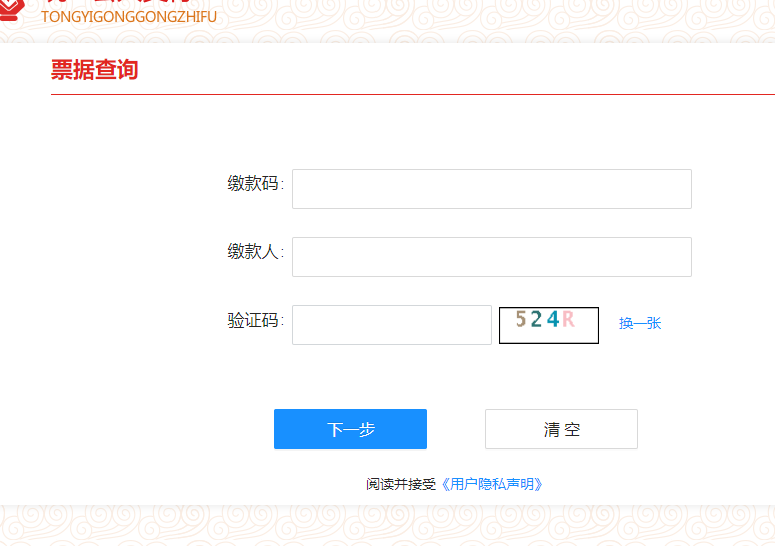 TONGYIGONGGONGZHIFU
票据查询
缴款码:
缴款人:
验证码: 524R 换一张
下一步 清 空
阅读并接受《用户隐私声明》